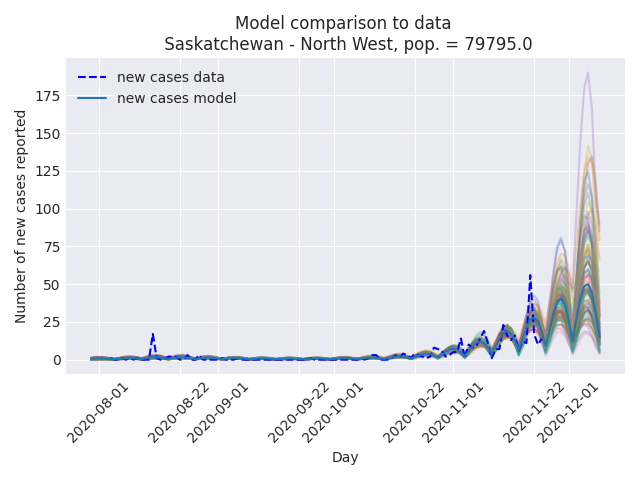 Model comparison to data
Saskatchewan - North West, pop. = 79795.0
new cases data
new cases model
Number of new cases reported
175
150
125
100
75
50
25
0
2020-08-01
2020-08-22
2020-09-01
2020-09-22
2020-10-01
2020-10-22
2020-11-01
2020-11-22
2020-12-01
Day